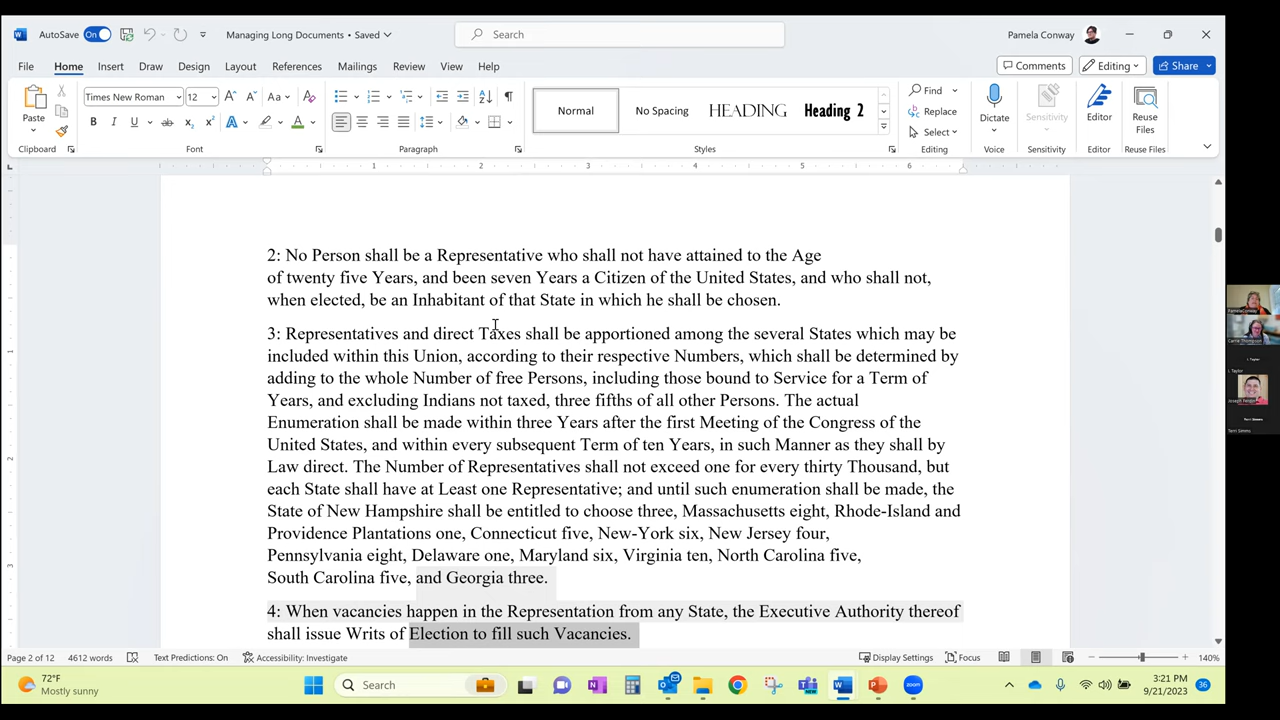 AutoSave On Managing Long Documents • Saved Search Pamela Conway
File Home Insert Draw Design Layout References Mailings Review View Help Comments Editing Share
Times New Roman 12 Aa Normal No Spacing HEADING Heading 2 Find
Paste Replace Dictate Sensitivity Editor Reuse Files
B I U ab x² A Select
Clipboard Font Paragraph Styles Editing Voice Sensitivity Editor Reuse Files
1 2 3 4 5 6
2: No Person shall be a Representative who shall not have attained to the Age
of twenty five Years, and been seven Years a Citizen of the United States, and who shall not,
when elected, be an Inhabitant of that State in which he shall be chosen.
3: Representatives and direct Taxes shall be apportioned among the several States which may be
included within this Union, according to their respective Numbers, which shall be determined by
adding to the whole Number of free Persons, including those bound to Service for a Term of
Years, and excluding Indians not taxed, three fifths of all other Persons. The actual
Enumeration shall be made within three Years after the first Meeting of the Congress of the
United States, and within every subsequent Term of ten Years, in such Manner as they shall by
Law direct. The Number of Representatives shall not exceed one for every thirty Thousand, but
each State shall have at Least one Representative; and until such enumeration shall be made, the
State of New Hampshire shall be entitled to choose three, Massachusetts eight, Rhode-Island and
Providence Plantations one, Connecticut five, New-York six, New Jersey four,
Pennsylvania eight, Delaware one, Maryland six, Virginia ten, North Carolina five,
South Carolina five, and Georgia three.
4: When vacancies happen in the Representation from any State, the Executive Authority thereof
shall issue Writs of Election to fill such Vacancies.
Page 2 of 12 4612 words Text Predictions: On Accessibility: Investigate Display Settings Focus 140%
72°F
Mostly sunny
Search
3:21 PM
9/21/2023
36